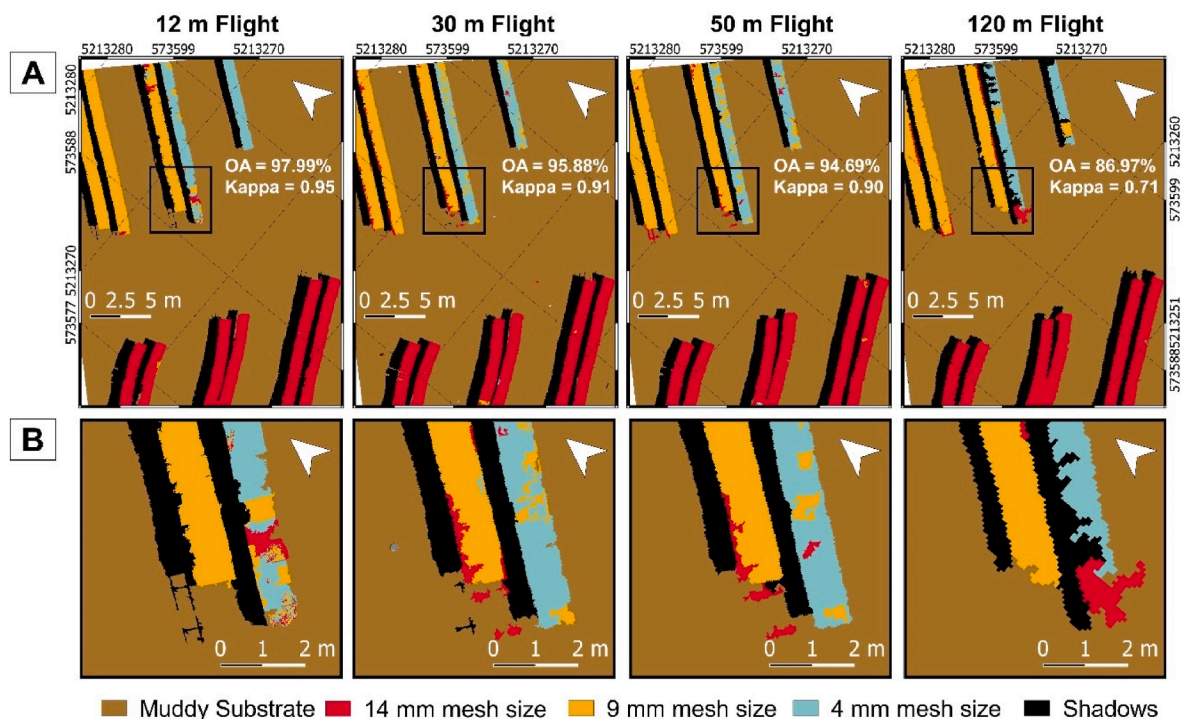 12 m Flight 30 m Flight 50 m Flight 120 m Flight
5213280 573599 5213270 5213280 573599 5213270 5213280 573599 5213270 5213280 573599 5213270
A
5213280
573588
5213270
573577
OA = 97.99%
Kappa = 0.95
0 2.5 5 m
OA = 95.88%
Kappa = 0.91
0 2.5 5 m
OA = 94.69%
Kappa = 0.90
0 2.5 5 m
OA = 86.97%
Kappa = 0.71
0 2.5 5 m
5213260
573599
5213251
573588
B
0 1 2 m
0 1 2 m
0 1 2 m
0 1 2 m
Muddy Substrate 14 mm mesh size 9 mm mesh size 4 mm mesh size Shadows